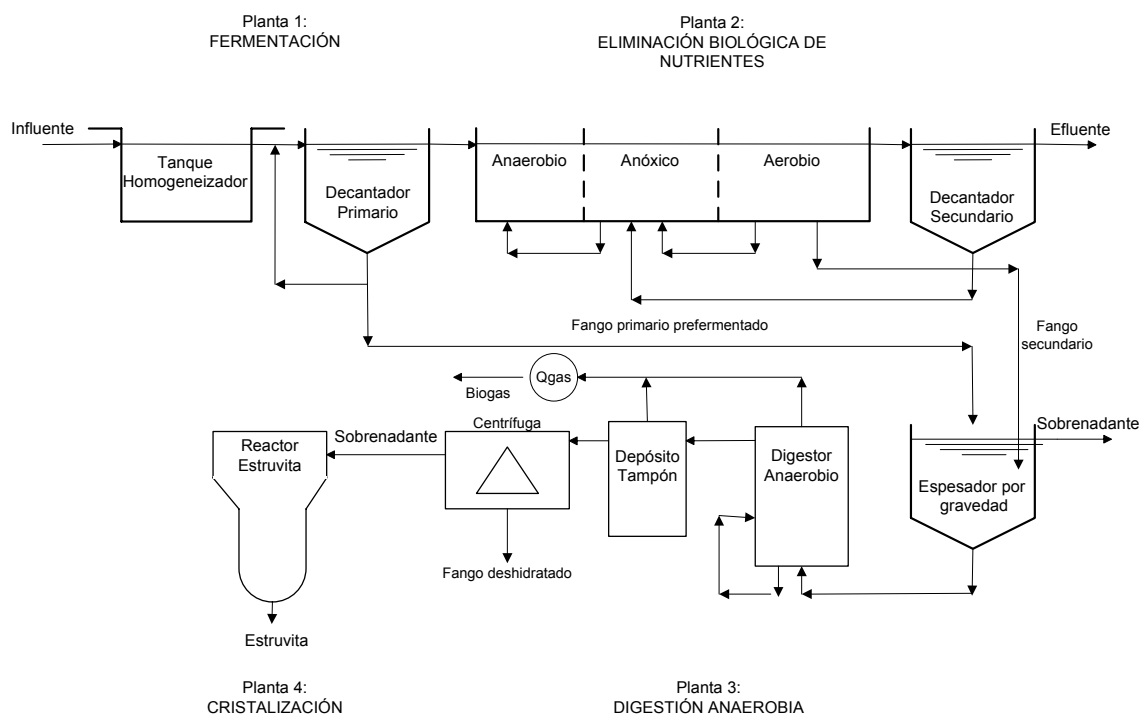 Planta 1:
FERMENTACIÓN
Planta 2:
ELIMINACIÓN BIOLÓGICA DE
NUTRIENTES
Influente
Tanque
Homogeneizador
Decantador
Primario
Anaerobio
Anóxico
Aerobio
Efluente
Decantador
Secundario
Fango primario prefermentado
Fango
secundario
Qgas
Biogas
Centrífuga
Reactor
Estruvita
Sobrenadante
Depósito
Tampón
Digestor
Anaerobio
Sobrenadante
Espesador por
gravedad
Fango deshidratado
Estruvita
Planta 4:
CRISTALIZACIÓN
Planta 3:
DIGESTIÓN ANAEROBIA